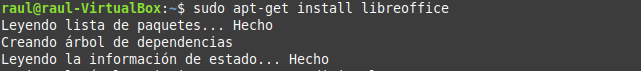 raul@raul-VirtualBox:~$ sudo apt-get install libreoffice
Leyendo lista de paquetes... Hecho
Creando árbol de dependencias
Leyendo la información de estado... Hecho